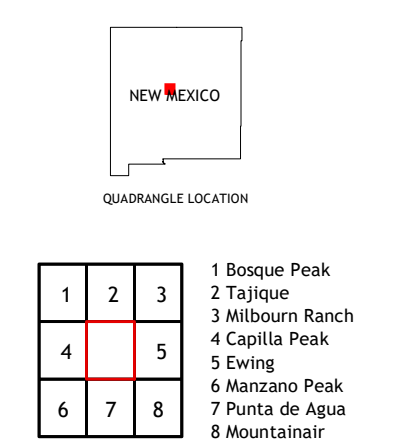 NEW MEXICO
QUADRANGLE LOCATION
1 2 3
4 5
6 7 8
1 Bosque Peak
2 Tajique
3 Milbourn Ranch
4 Capilla Peak
5 Ewing
6 Manzano Peak
7 Punta de Agua
8 Mountainair